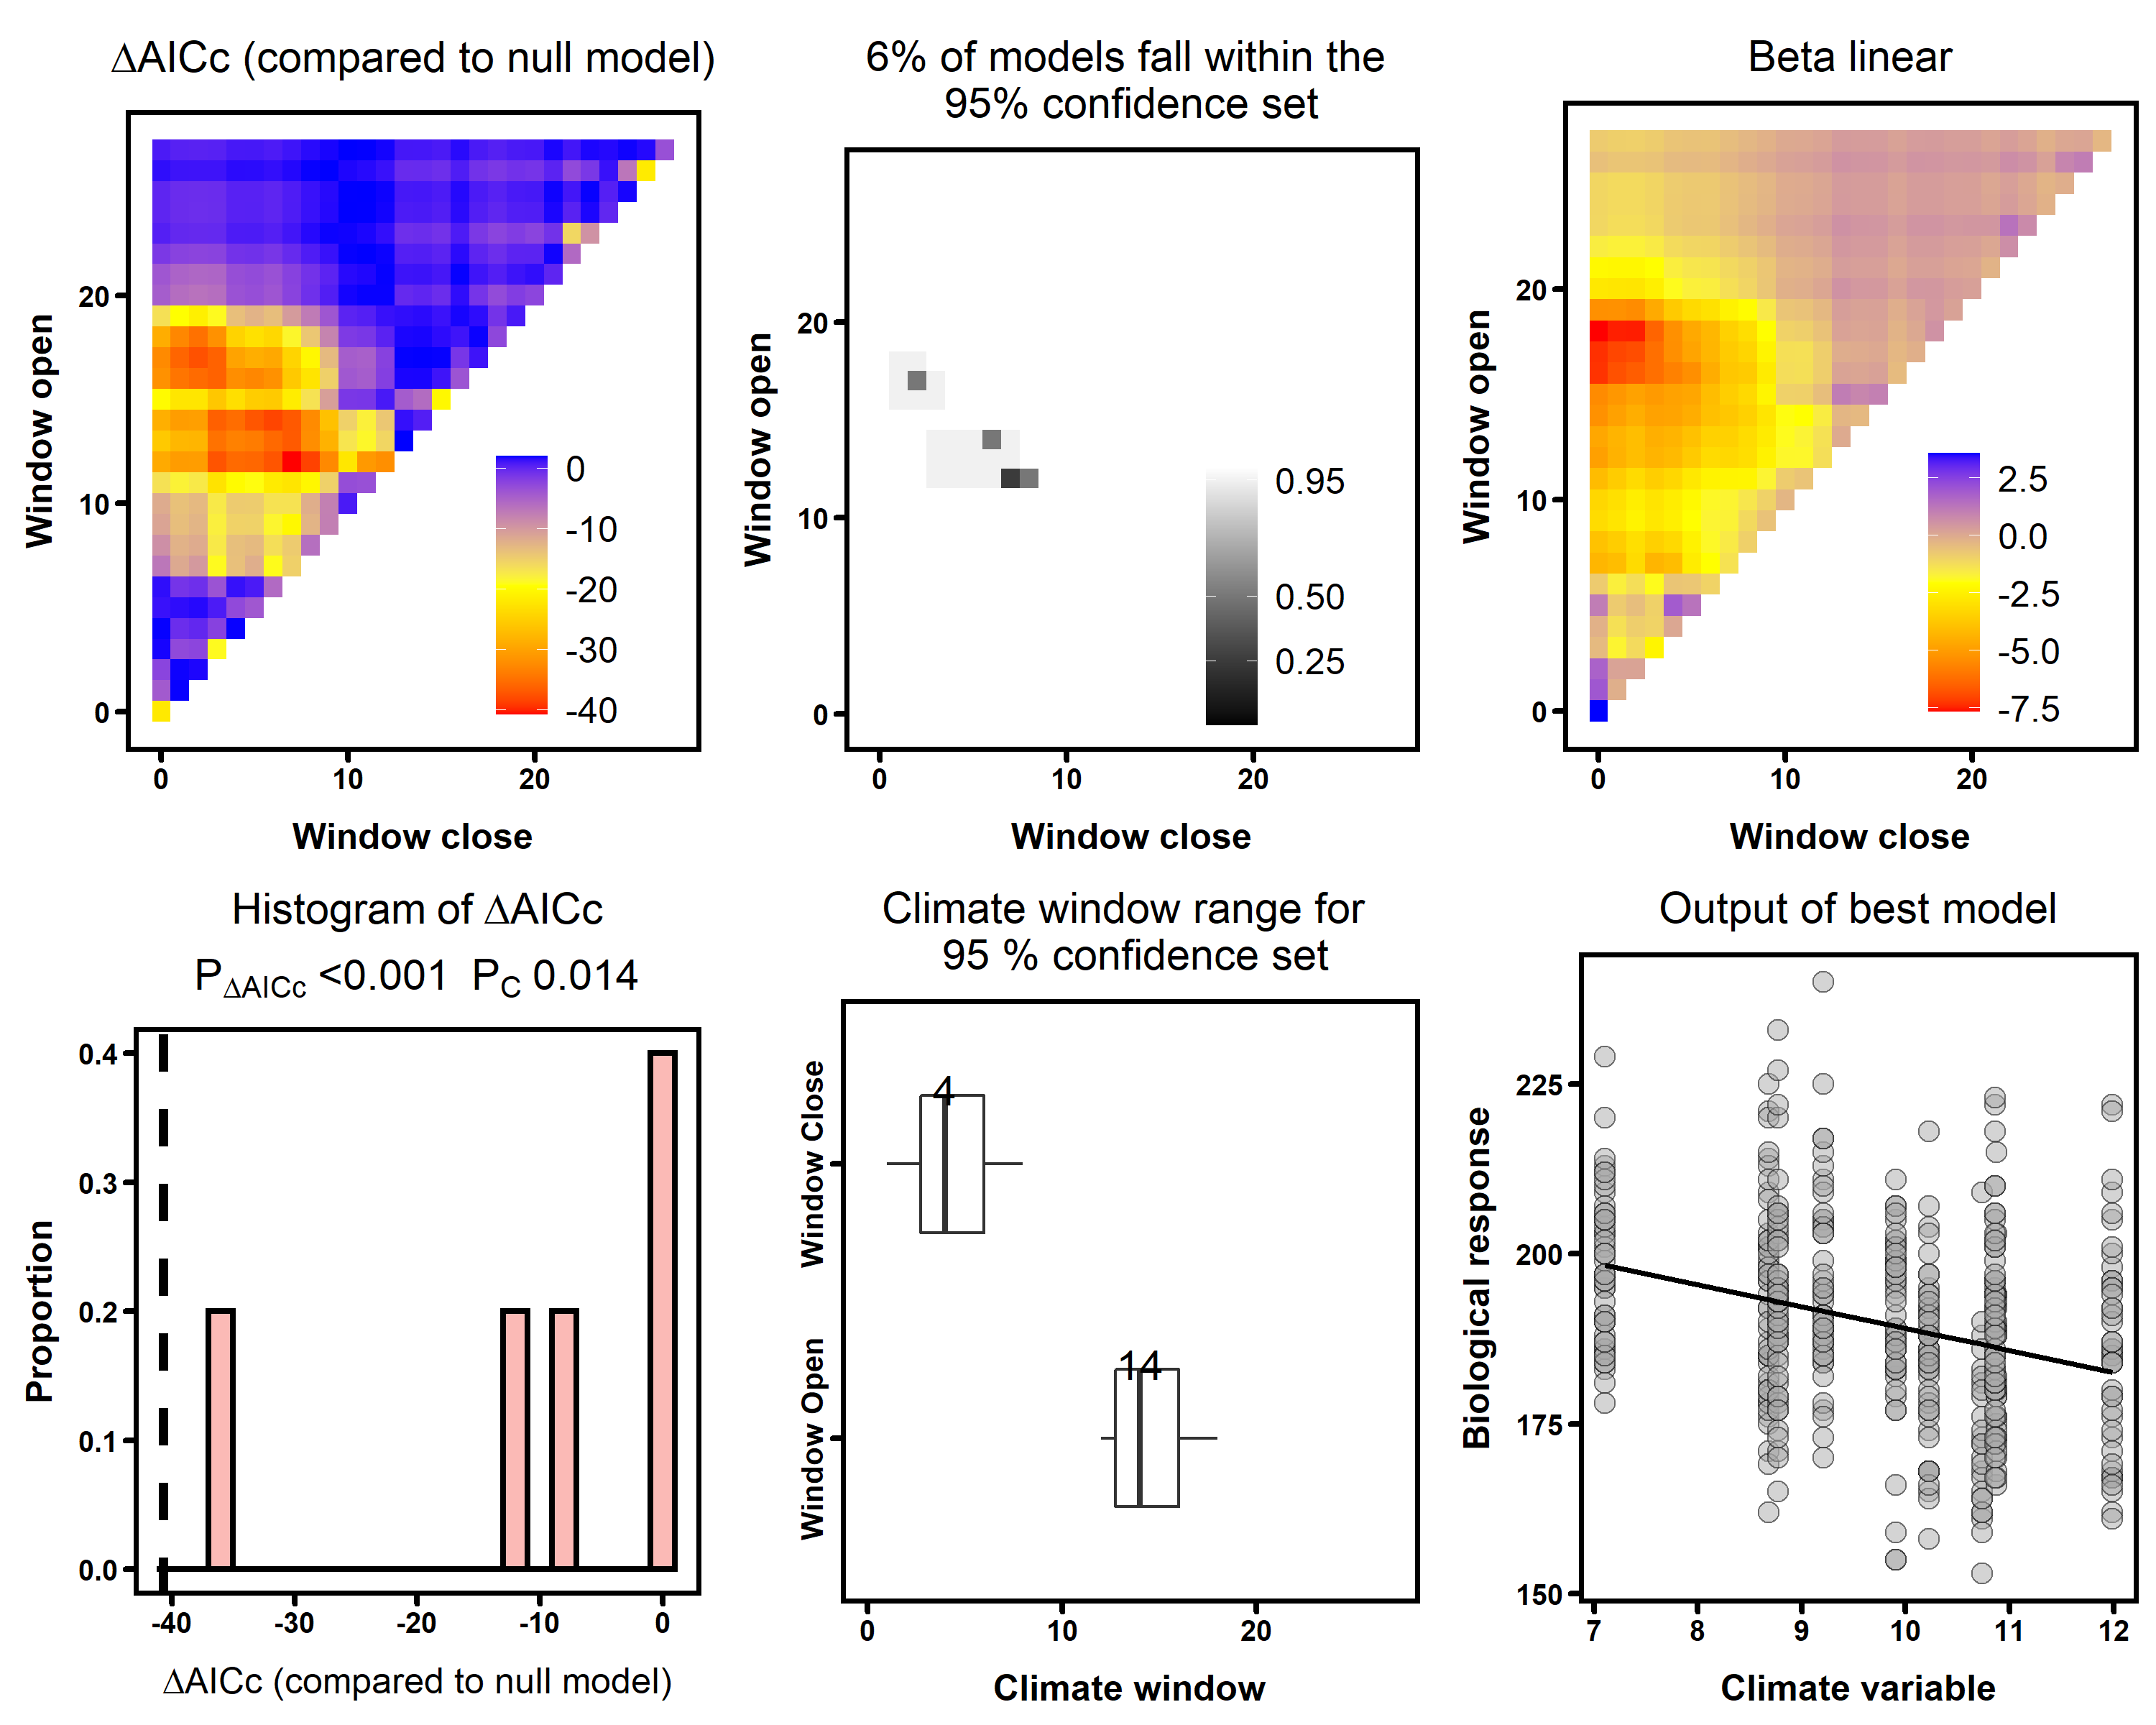 ΔAICc (compared to null model)
Window open
20
10
0
0
-10
-20
-30
-40
0
10
20
Window close
6% of models fall within the
95% confidence set
Window open
20
10
0
0.95
0.50
0.25
0
10
20
Window close
Beta linear
Window open
20
10
0
2.5
0.0
-2.5
-5.0
-7.5
0
10
20
Window close
Histogram of ΔAICc
PΔAICc <0.001 PC 0.014
Proportion
0.4
0.3
0.2
0.1
0.0
-40
-30
-20
-10
0
ΔAICc (compared to null model)
Climate window range for
95 % confidence set
Window Close
4
Window Open
14
0
10
20
Climate window
Output of best model
Biological response
225
200
175
150
7
8
9
10
11
12
Climate variable